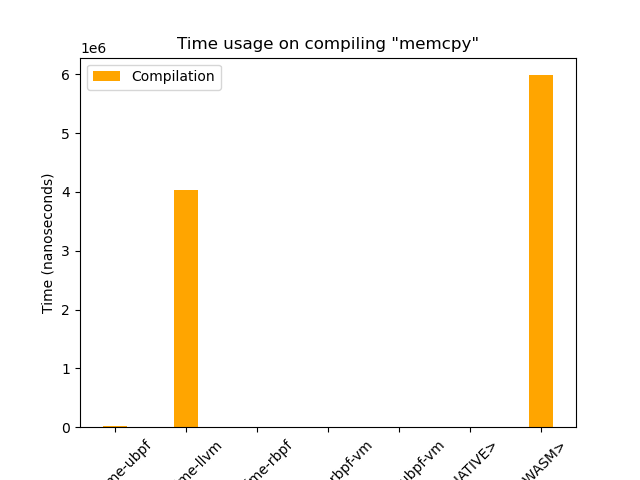 Time usage on compiling "memcpy"
1e6
Compilation
6
5
4
3
2
1
0
Time (nanoseconds)
me-ubpf
me-llvm
me-rbpf
rbpf-vm
ubpf-vm
NATIVE>
WASM>